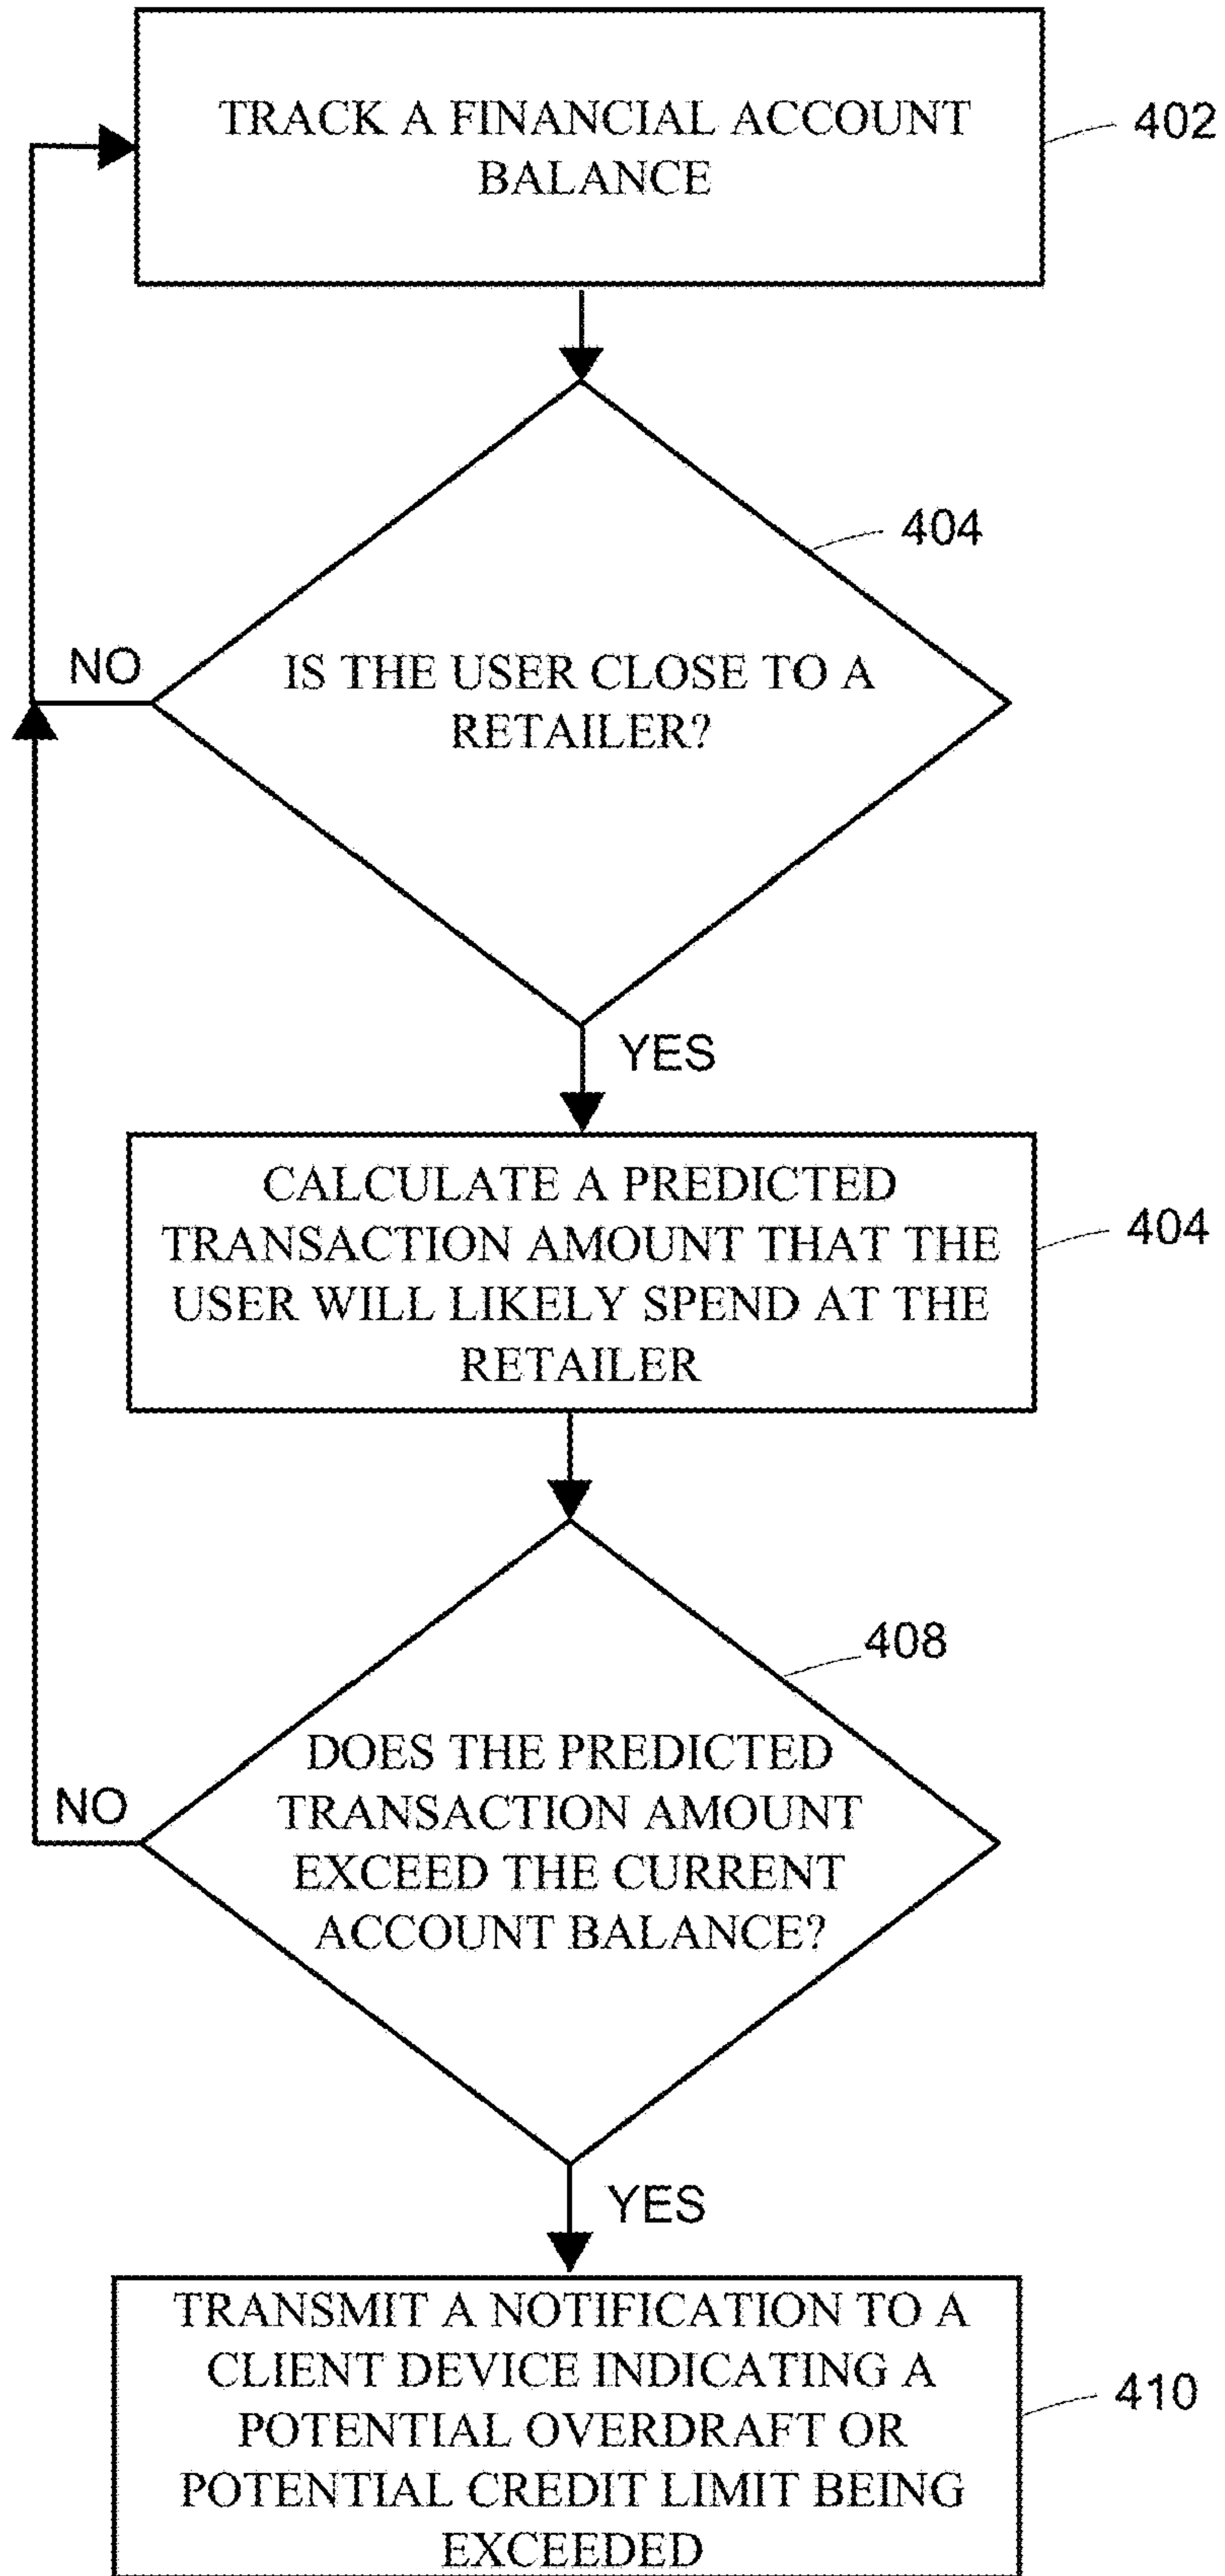 TRACK A FINANCIAL ACCOUNT
BALANCE
402
404
NO
IS THE USER CLOSE TO A
RETAILER?
YES
CALCULATE A PREDICTED
TRANSACTION AMOUNT THAT THE
USER WILL LIKELY SPEND AT THE
RETAILER
404
408
DOES THE PREDICTED
TRANSACTION AMOUNT
EXCEED THE CURRENT
ACCOUNT BALANCE?
NO
YES
TRANSMIT A NOTIFICATION TO A
CLIENT DEVICE INDICATING A
POTENTIAL OVERDRAFT OR
POTENTIAL CREDIT LIMIT BEING
EXCEEDED
410